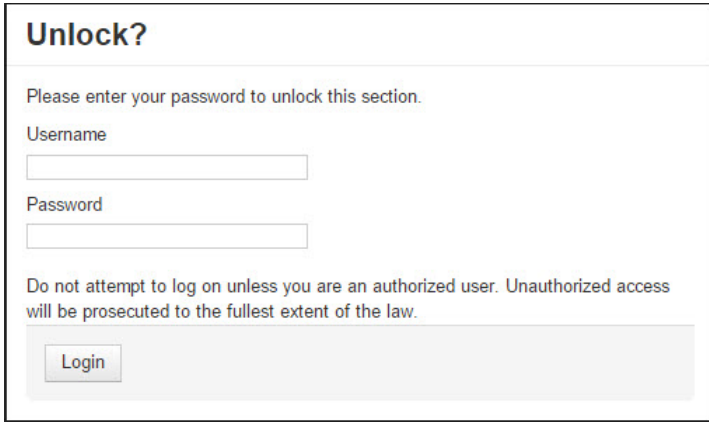 Unlock?
Please enter your password to unlock this section.
Username
Password
Do not attempt to log on unless you are an authorized user. Unauthorized access
will be prosecuted to the fullest extent of the law.
Login